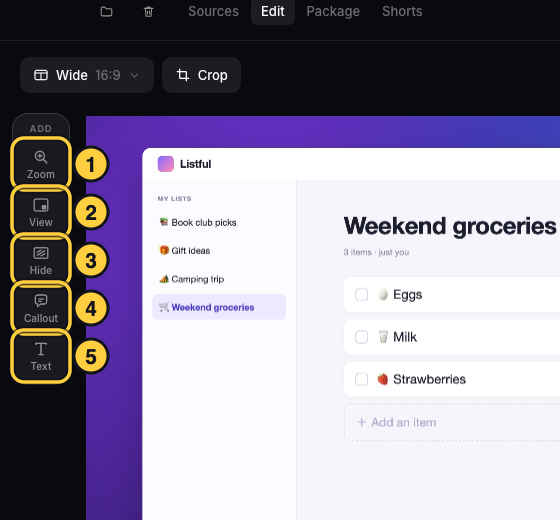 Sources Edit Package Shorts
Wide 16:9 Crop
ADD
Zoom 1
View 2
Hide 3
Callout 4
Text 5
Listful
MY LISTS
Book club picks
Gift ideas
Camping trip
Weekend groceries
Weekend groceries
3 items · just you
Eggs
Milk
Strawberries
+ Add an item